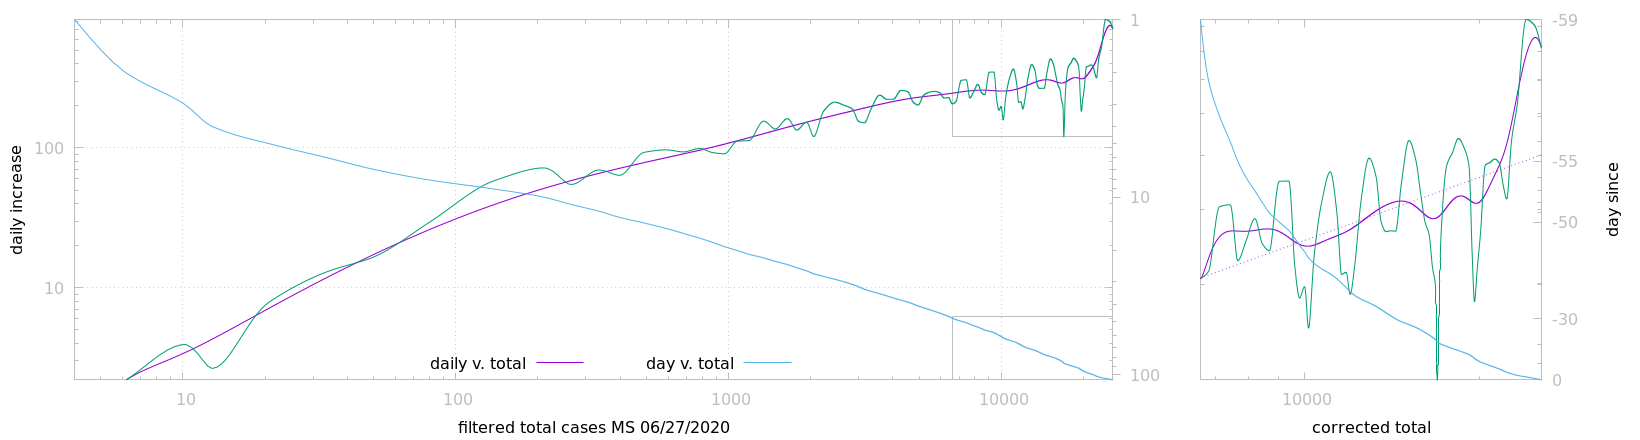 1
-59
100
daily increase
-55
day since
10
-50
10
-30
daily v. total
day v. total
100
0
10
100
1000
10000
10000
filtered total cases MS 06/27/2020
corrected total